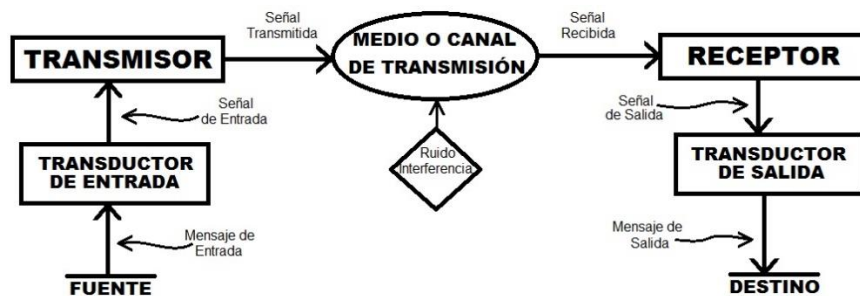 Señal
Transmitida
MEDIO O CANAL
DE TRANSMISIÓN
Señal
Recibida
TRANSMISOR
RECEPTOR
Señal
de Entrada
Señal
de Salida
TRANSDUCTOR
DE ENTRADA
Ruido
Interferencia
TRANSDUCTOR
DE SALIDA
Mensaje de
Entrada
Mensaje de
Salida
FUENTE
DESTINO